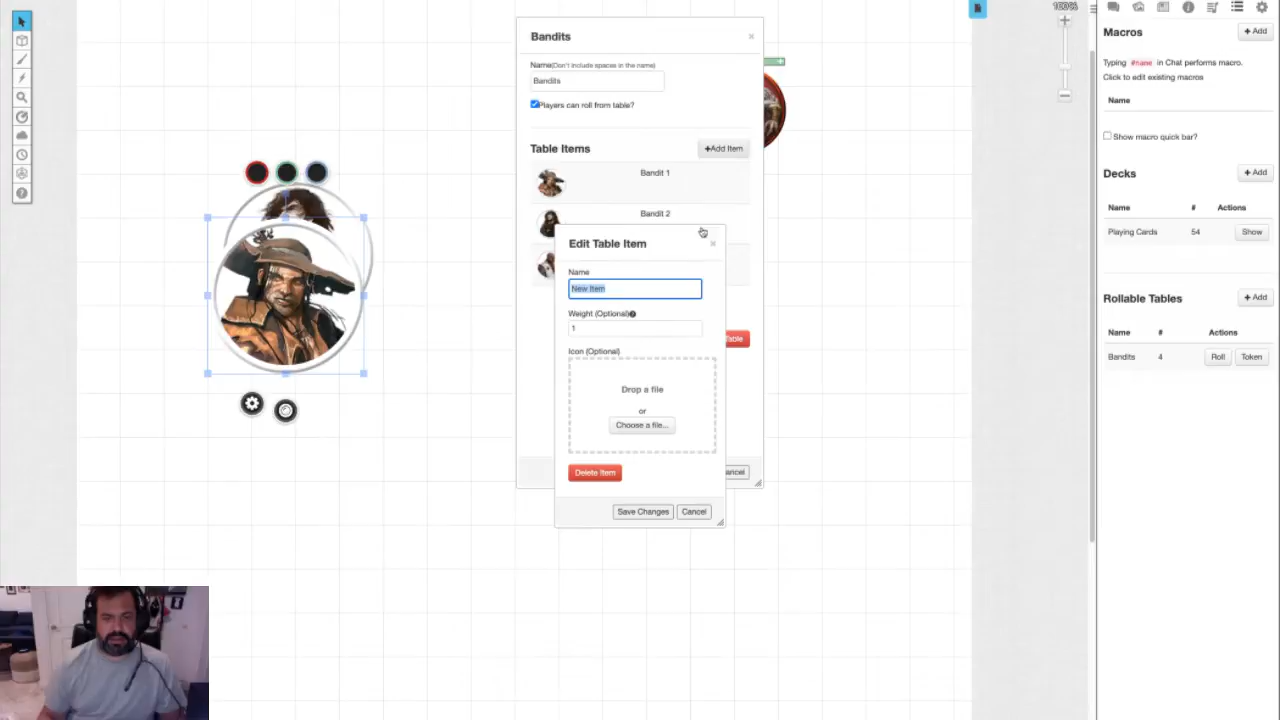 100%
Bandits
×
Name(Don't include spaces in the name)
Bandits
Players can roll from table?
Table Items
+Add Item
Bandit 1
Bandit 2
Edit Table Item
×
Name
New Item
Weight (Optional)
1
Icon (Optional)
Drop a file
or
Choose a file...
Delete Item
Save Changes
Cancel
Table
ancel
Macros
+ Add
Typing #name in Chat performs macro.
Click to edit existing macros
Name
Show macro quick bar?
Decks
+ Add
Name # Actions
Playing Cards 54 Show
Rollable Tables
+ Add
Name # Actions
Bandits 4 Roll Token